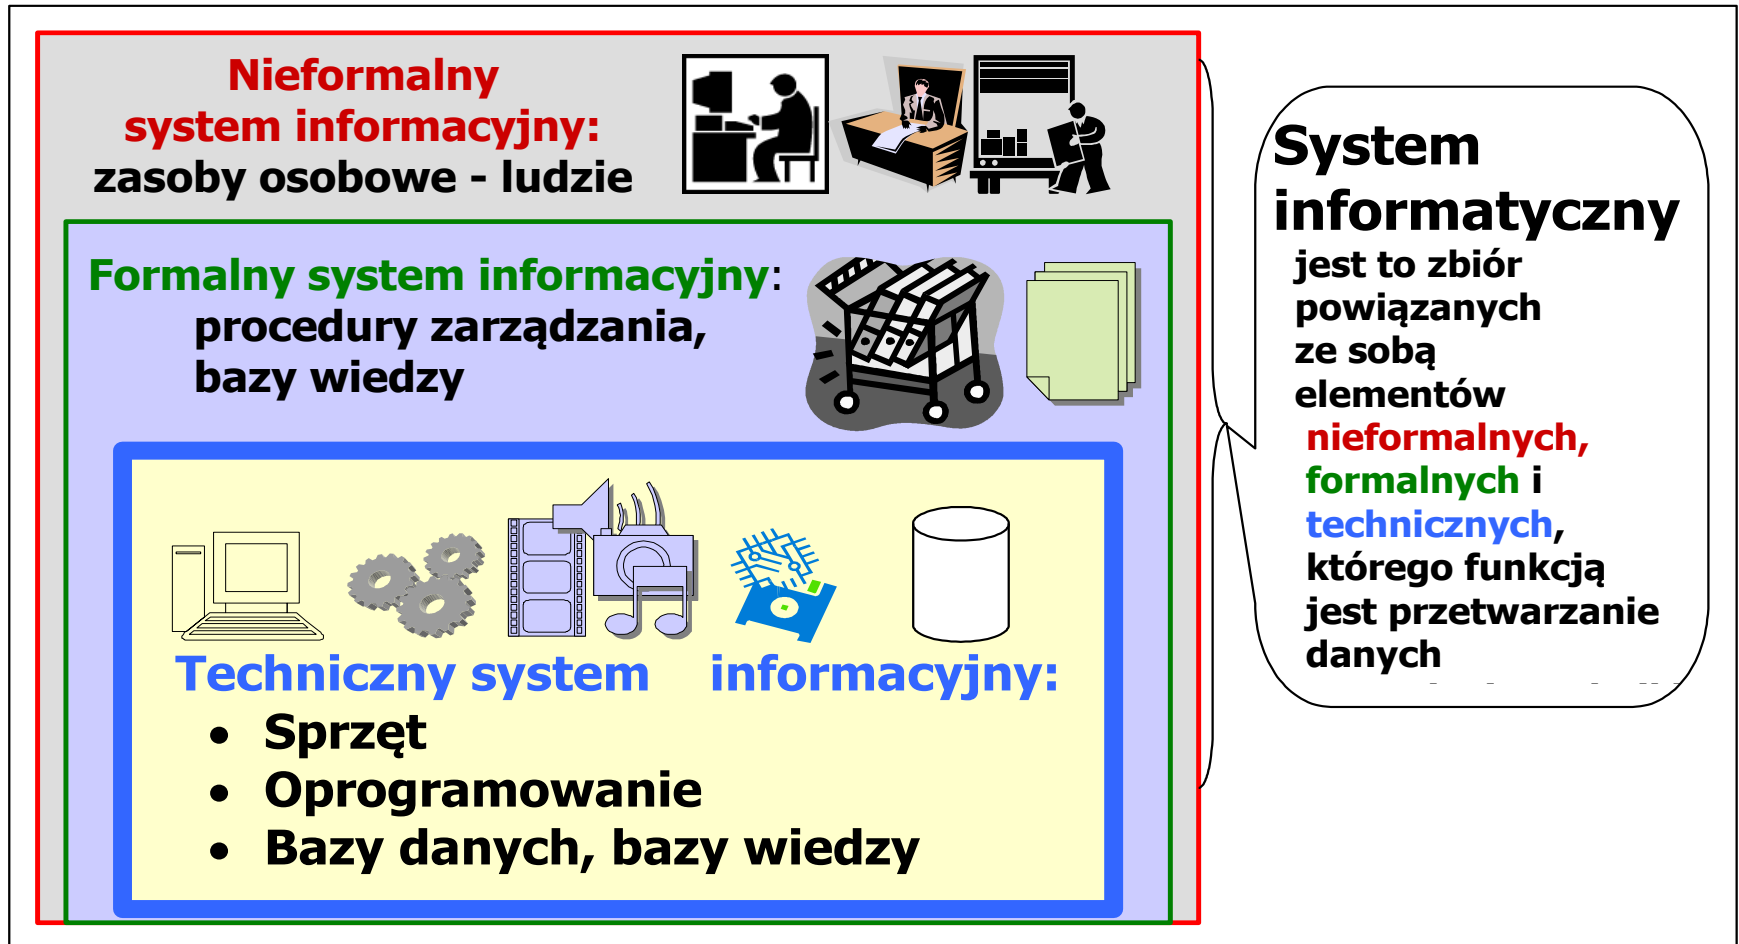 Nieformalny
system informacyjny:
zasoby osobowe - ludzie
Formalny system informacyjny:
procedury zarządzania,
bazy wiedzy
Techniczny system informacyjny:
• Sprzęt
• Oprogramowanie
• Bazy danych, bazy wiedzy
System
informatyczny
jest to zbiór
powiązanych
ze sobą
elementów
nieformalnych,
formalnych i
technicznych,
którego funkcją
jest przetwarzanie
danych